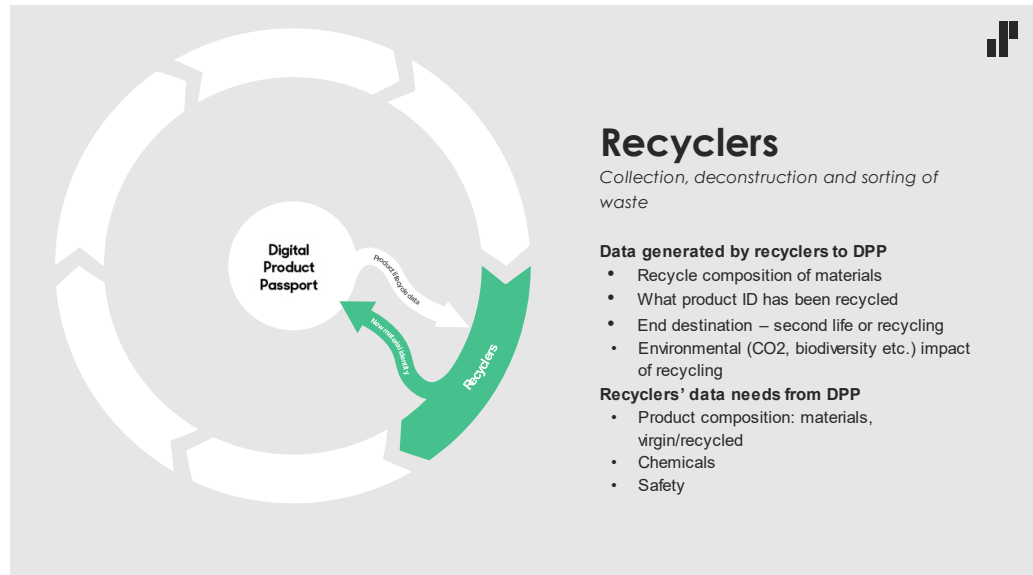 Recyclers
Collection, deconstruction and sorting of
waste
Digital
Product
Passport
Product lifecycle data
New material identity
Recyclers
Data generated by recyclers to DPP
• Recycle composition of materials
• What product ID has been recycled
• End destination – second life or recycling
• Environmental (CO2, biodiversity etc.) impact
of recycling
Recyclers’ data needs from DPP
• Product composition: materials,
virgin/recycled
• Chemicals
• Safety